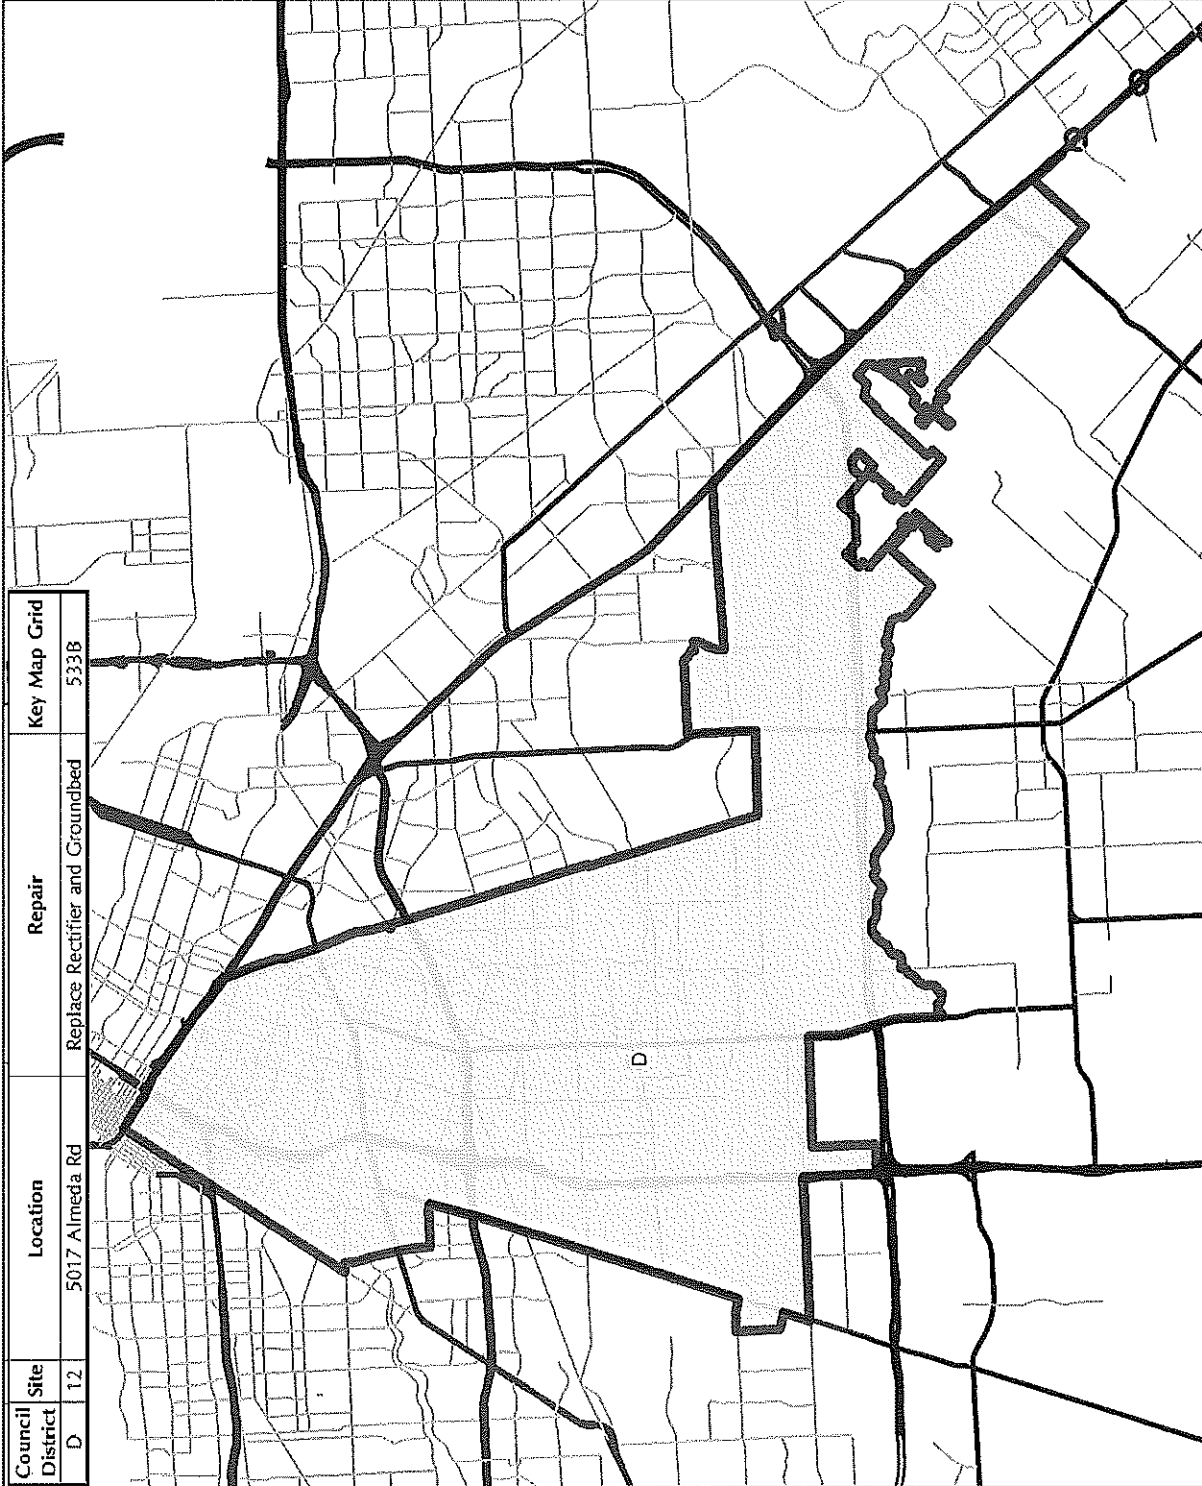 Council District Site Location Repair Key Map Grid
D 12 5017 Almeda Rd Replace Rectifier and Groundbed 533B
D